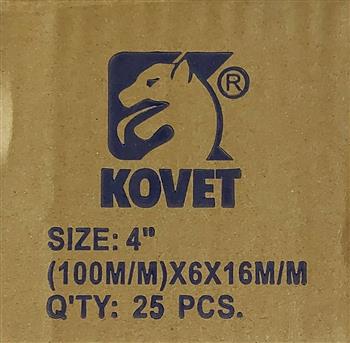 ®
KOVET
SIZE: 4"
(100M/M)X6X16M/M
Q'TY: 25 PCS.